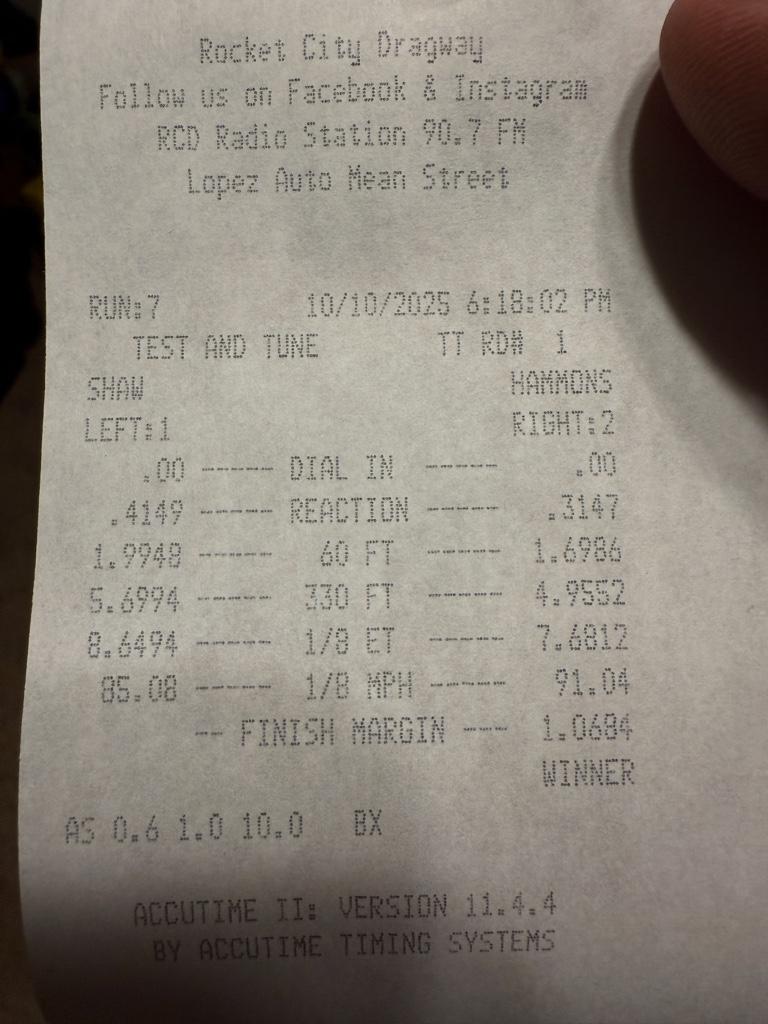 Rocket City Dragway
Follow us on Facebook & Instagram
RCD Radio Station 90.7 FM
Lopez Auto Mean Street
RUN:7 10/10/2025 6:18:02 PM
TEST AND TUNE TT RD# 1
SHAW HAMMONS
LEFT:1 RIGHT:2
.00 ---- DIAL IN ---- .00
.4149 ---- REACTION ---- .3147
1.9948 ---- 60 FT ---- 1.6986
5.6994 ---- 330 FT ---- 4.9552
8.6494 ---- 1/8 ET ---- 7.6812
85.08 ---- 1/8 MPH ---- 91.04
-- FINISH MARGIN --- 1.0684
WINNER
AS 0.6 1.0 10.0 BX
ACCUTIME II: VERSION 11.4.4
BY ACCUTIME TIMING SYSTEMS